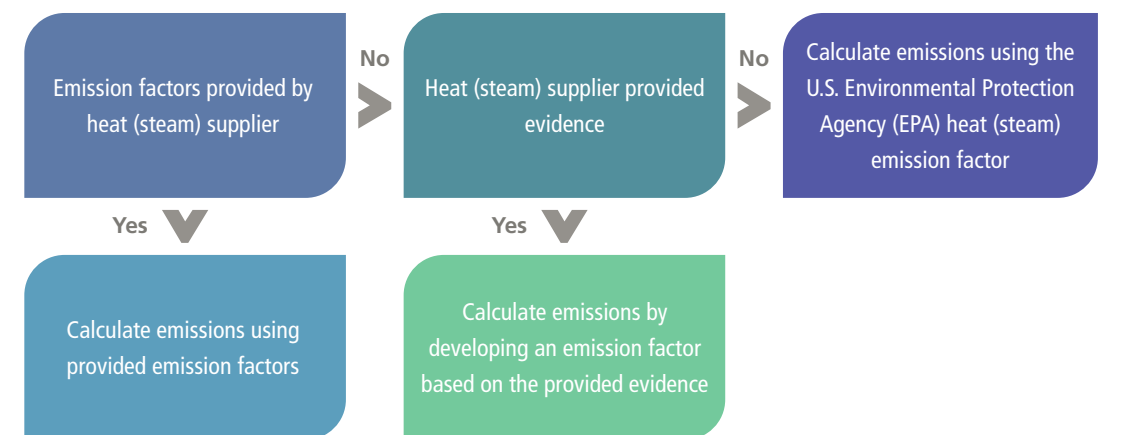 Emission factors provided by
heat (steam) supplier
No
Heat (steam) supplier provided
evidence
No
Calculate emissions using the
U.S. Environmental Protection
Agency (EPA) heat (steam)
emission factor
Yes
Calculate emissions using
provided emission factors
Yes
Calculate emissions by
developing an emission factor
based on the provided evidence